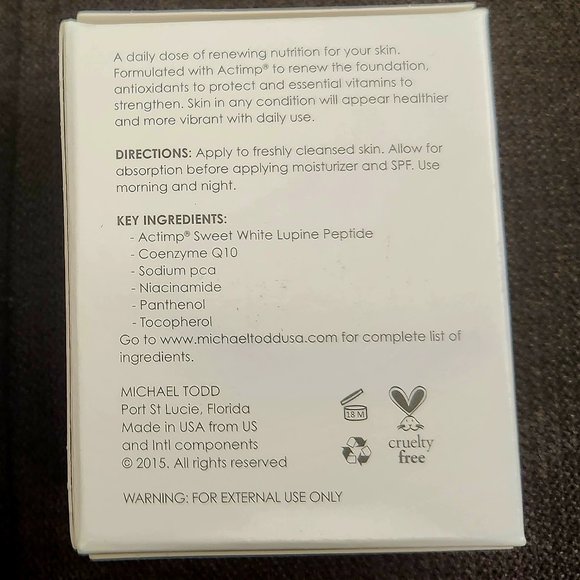 A daily dose of renewing nutrition for your skin.
Formulated with Actimp® to renew the foundation,
antioxidants to protect and essential vitamins to
strengthen. Skin in any condition will appear healthier
and more vibrant with daily use.
DIRECTIONS: Apply to freshly cleansed skin. Allow for
absorption before applying moisturizer and SPF. Use
morning and night.
KEY INGREDIENTS:
- Actimp® Sweet White Lupine Peptide
- Coenzyme Q10
- Sodium pca
- Niacinamide
- Panthenol
- Tocopherol
Go to www.michaeltoddusa.com for complete list of
ingredients.
MICHAEL TODD
Port St Lucie, Florida
Made in USA from US
and Intl components
© 2015. All rights reserved
18 M
cruelty
free
WARNING: FOR EXTERNAL USE ONLY